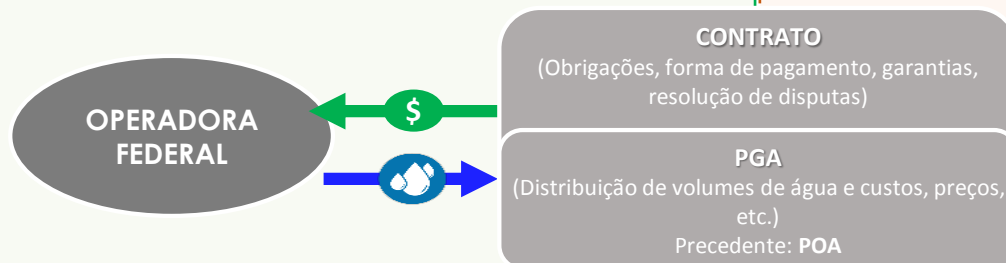 OPERADORA
FEDERAL
$
CONTRATO
(Obrigações, forma de pagamento, garantias,
resolução de disputas)
PGA
(Distribuição de volumes de água e custos, preços,
etc.)
Precedente: POA